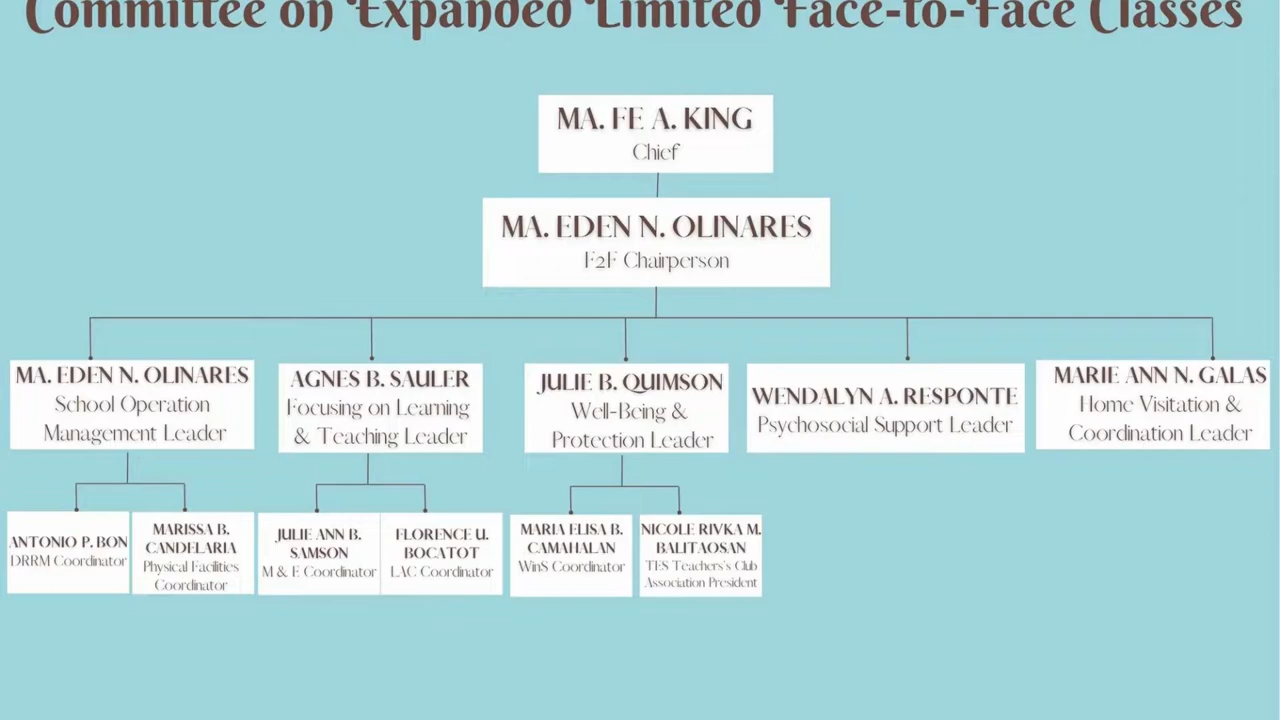 Committee on Expanded Limited Face-to-Face Classes
MA. FE A. KING
Chief
MA. EDEN N. OLINARES
F2F Chairperson
MA. EDEN N. OLINARES
School Operation
Management Leader
AGNES B. SAULER
Focusing on Learning
& Teaching Leader
JULIE B. QUIMSON
Well-Being &
Protection Leader
WENDALYN A. RESPONTE
Psychosocial Support Leader
MARIE ANN N. GALAS
Home Visitation &
Coordination Leader
ANTONIO P. BON
DRRM Coordinator
MARISSA B.
CANDELARIA
Physical Facilities
Coordinator
JULIE ANN B.
SAMSON
M & E Coordinator
FLORENCE U.
BOCATOT
LAC Coordinator
MARIA ELISA B.
CAMAHALAN
WinS Coordinator
NICOLE RIVKA M.
BALITAOSAN
TES Teachers's Club
Association President